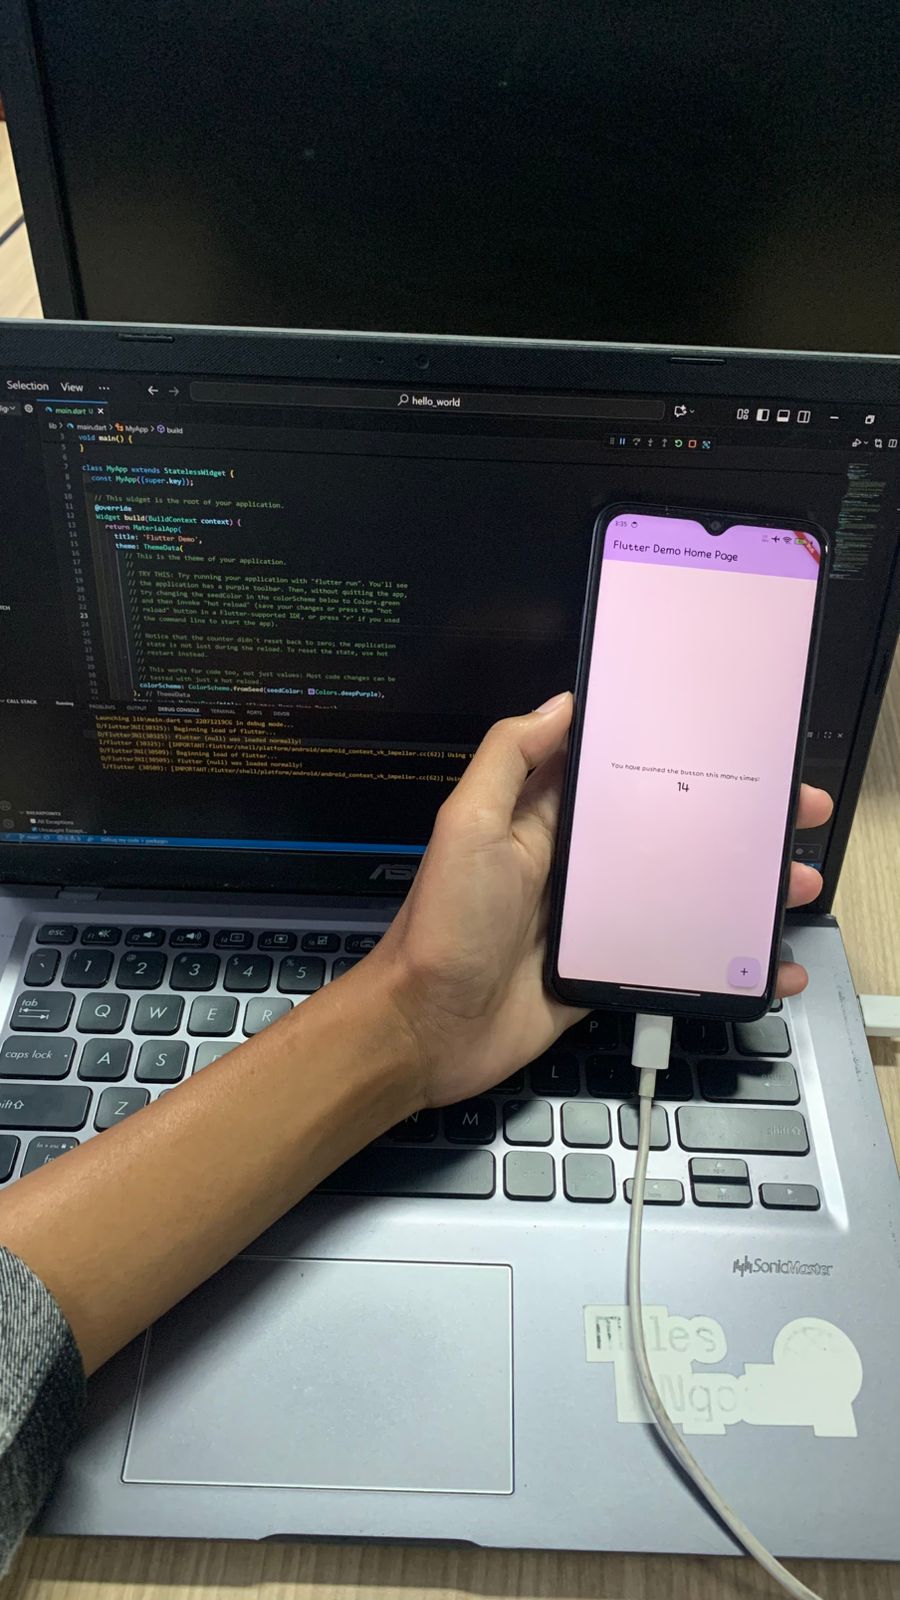 Selection View ...
hello_world
main.dart U
lib > main.dart > MyApp > build
void main() {
}
class MyApp extends StatelessWidget {
const MyApp({super.key});
// This widget is the root of your application.
@override
Widget build(BuildContext context) {
return MaterialApp(
title: 'Flutter Demo',
theme: ThemeData(
// This is the theme of your application.
//
// TRY THIS: Try running your application with "flutter run". You'll see
// the application has a purple toolbar. Then, without quitting the app,
// try changing the seedColor in the colorScheme below to Colors.green
// and then invoke "hot reload" (save your changes or press the "hot
// reload" button in a Flutter-supported IDE, or press "r" if you used
// the command line to start the app).
//
// Notice that the counter didn't reset back to zero; the application
// state is not lost during the reload. To reset the state, use hot
// restart instead.
//
// This works for code too, not just values: Most code changes can be
// tested with just a hot reload.
colorScheme: ColorScheme.fromSeed(seedColor: Colors.deepPurple),
), // ThemeData
CALL STACK Running
PROBLEMS OUTPUT DEBUG CONSOLE TERMINAL PORTS
Launching lib\main.dart on 22071219CG in debug mode...
D/FlutterJNI(30325): Beginning load of flutter...
D/FlutterJNI(30325): flutter (null) was loaded normally!
I/flutter (30325): [IMPORTANT:flutter/shell/platform/android/android_context_vk_impeller.cc(62)] Using
D/FlutterJNI(30509): Beginning load of flutter...
D/FlutterJNI(30509): flutter (null) was loaded normally!
I/flutter (30509): [IMPORTANT:flutter/shell/platform/android/android_context_vk_impeller.cc(62)]
BREAKPOINTS
All Exceptions
Uncaught Except...
3:35
Flutter Demo Home Page
You have pushed the button this many times:
14
+
esc
1 2 3 4 5
tab Q W E R P
caps lock A S L
Z M
SonicMaster